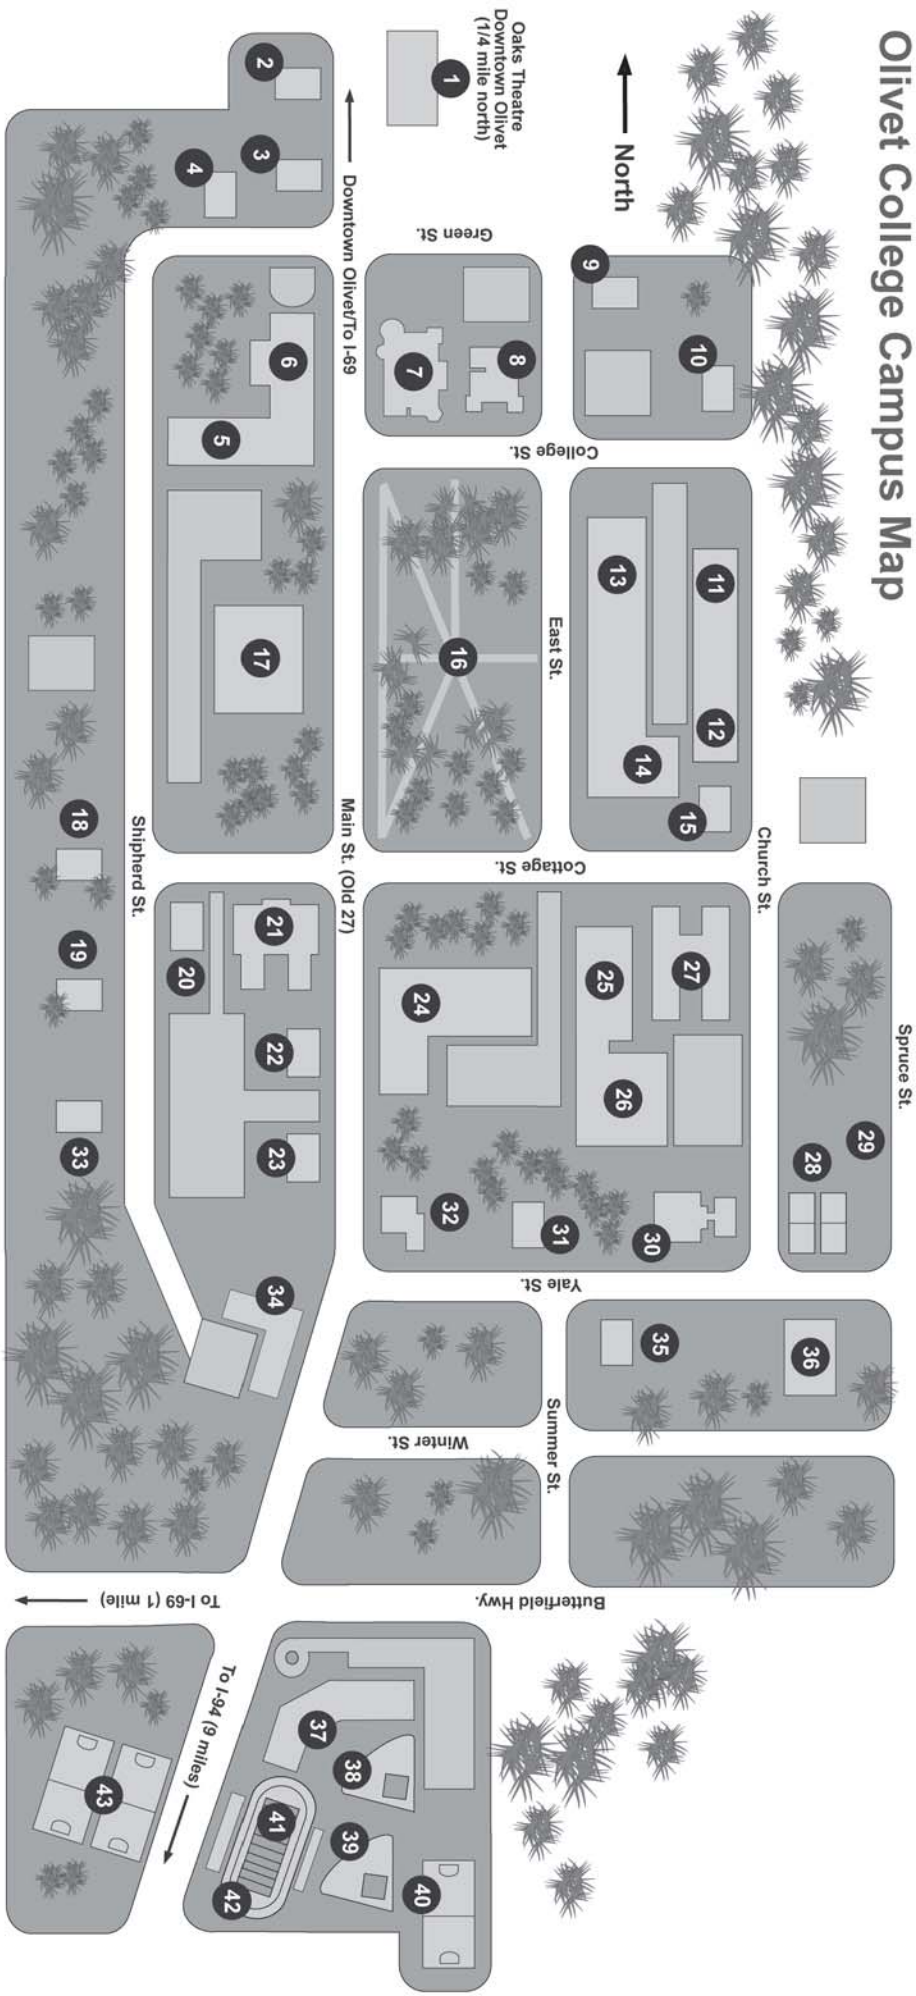 Olivet College Campus Map
North
Oaks Theatre
Downtown Olivet
(1/4 mile north)
Downtown Olivet/To I-69
Green St.
College St.
East St.
Main St. (Old 27)
Shipherd St.
Cottage St.
Church St.
Spruce St.
Yale St.
Summer St.
Winter St.
Butterfield Hwy.
To I-69 (1 mile)
To I-94 (9 miles)
1
2
3
4
5
6
7
8
9
10
11
12
13
14
15
16
17
18
19
20
21
22
23
24
25
26
27
28
29
30
31
32
33
34
35
36
37
38
39
40
41
42
43